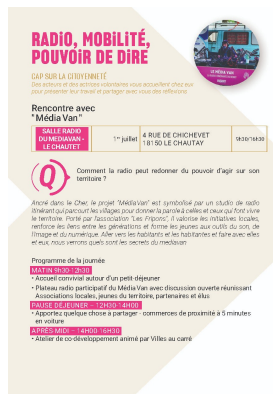 RADiO, MOBiLiTÉ,
POUVOiR DE DiRE
CAP SUR LA CITOYENNETÉ
Des acteurs et des actrices volontaires vous accueillent chez eux
pour présenter leur travail et partager avec vous des réflexions
Rencontre avec
"Média Van"
SALLE RADIO
DU MEDIAVAN -
LE CHAUTET
1er juillet
4 RUE DE CHICHEVET
18150 LE CHAUTAY
9h30/16h30
Q
Comment la radio peut redonner du pouvoir d'agir sur son
territoire ?
Ancré dans le Cher, le projet "MédiaVan" est symbolisé par un studio de radio
itinérant qui parcourt les villages pour donner la parole à celles et ceux qui font vivre
le territoire. Porté par l'association "Les Fripons", il valorise les initiatives locales,
renforce les liens entre les générations et forme les jeunes aux outils du son, de
l'image et du numérique. Aller vers les habitants et les habitantes et faire avec elles
et eux, nous verrons quels sont les secrets du mediavan
Programme de la journée
MATIN 9h30-12h30
• Accueil convivial autour d'un petit-déjeuner
• Plateau radio participatif du Média Van avec discussion ouverte réunissant
Associations locales, jeunes du territoire, partenaires et élus
PAUSE DÉJEUNER – 12H30-14H00
• Apportez quelque chose à partager - commerces de proximité à 5 minutes
en voiture
APRÈS-MIDI – 14H00-16H30
• Atelier de co-développement animé par Villes au carré